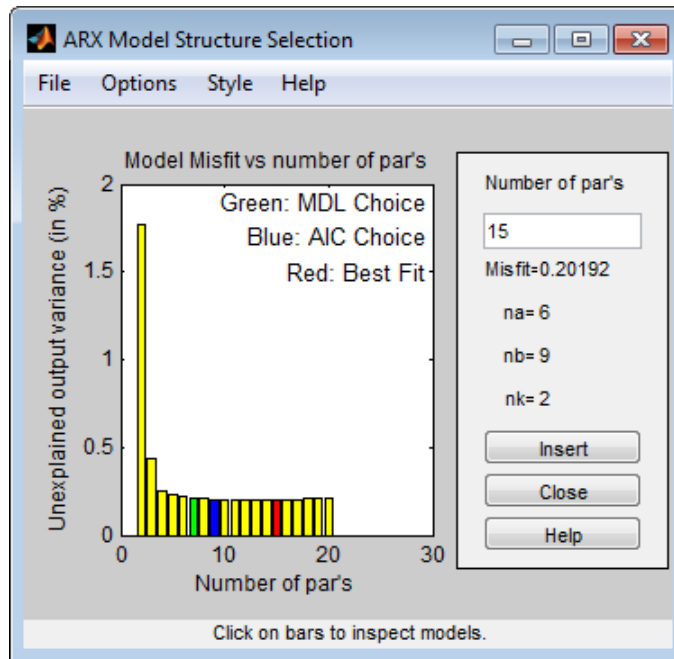 ARX Model Structure Selection
File Options Style Help
Model Misfit vs number of par's
Green: MDL Choice
Blue: AIC Choice
Red: Best Fit
Unexplained output variance (in %)
2
1.5
1
0.5
0
0 10 20 30
Number of par's
Number of par's
15
Misfit=0.20192
na= 6
nb= 9
nk= 2
Insert
Close
Help
Click on bars to inspect models.